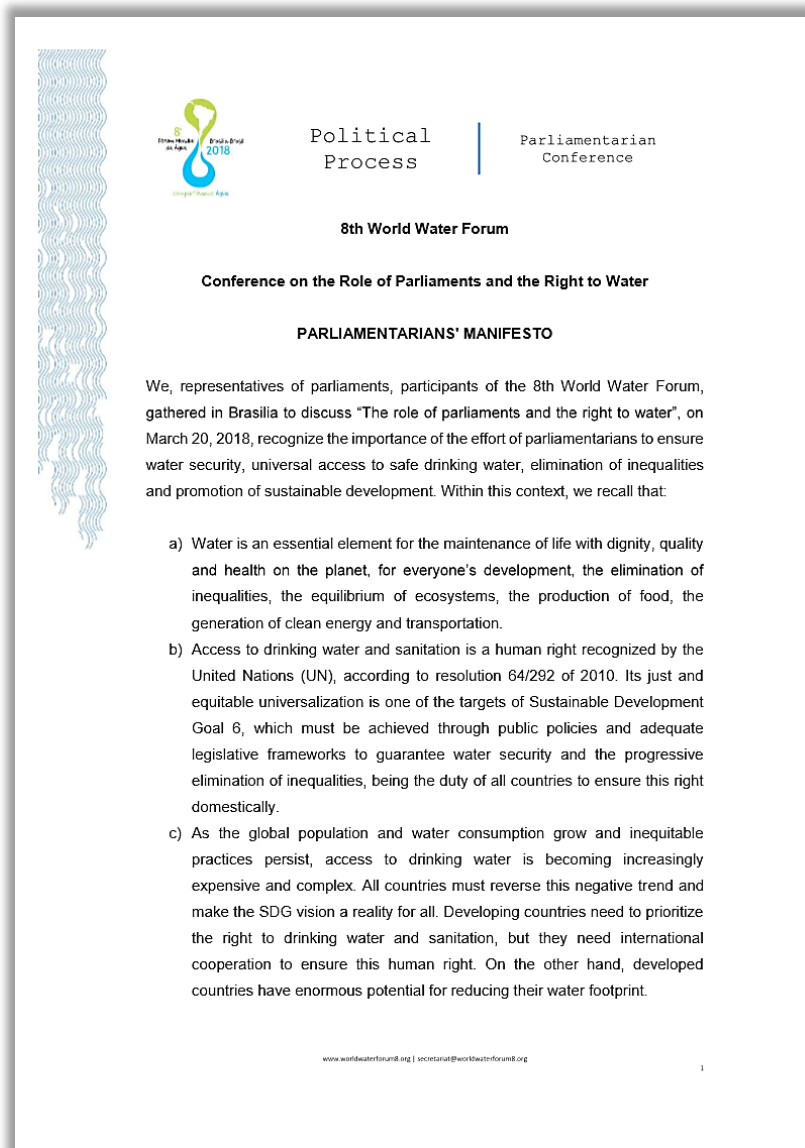 8º
Fórum Mundial
da Água
Brasília Brasil
2018
Compartilhando Água
Political
Process
Parliamentarian
Conference
8th World Water Forum
Conference on the Role of Parliaments and the Right to Water
PARLIAMENTARIANS' MANIFESTO
We, representatives of parliaments, participants of the 8th World Water Forum,
gathered in Brasilia to discuss “The role of parliaments and the right to water”, on
March 20, 2018, recognize the importance of the effort of parliamentarians to ensure
water security, universal access to safe drinking water, elimination of inequalities
and promotion of sustainable development. Within this context, we recall that:
a) Water is an essential element for the maintenance of life with dignity, quality
and health on the planet, for everyone’s development, the elimination of
inequalities, the equilibrium of ecosystems, the production of food, the
generation of clean energy and transportation.
b) Access to drinking water and sanitation is a human right recognized by the
United Nations (UN), according to resolution 64/292 of 2010. Its just and
equitable universalization is one of the targets of Sustainable Development
Goal 6, which must be achieved through public policies and adequate
legislative frameworks to guarantee water security and the progressive
elimination of inequalities, being the duty of all countries to ensure this right
domestically.
c) As the global population and water consumption grow and inequitable
practices persist, access to drinking water is becoming increasingly
expensive and complex. All countries must reverse this negative trend and
make the SDG vision a reality for all. Developing countries need to prioritize
the right to drinking water and sanitation, but they need international
cooperation to ensure this human right. On the other hand, developed
countries have enormous potential for reducing their water footprint.
www.worldwaterforum8.org | secretariat@worldwaterforum8.org
1